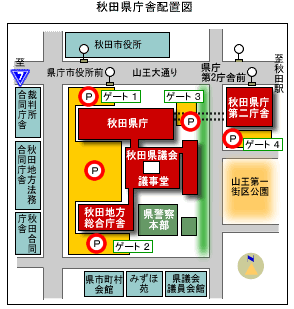 秋田県庁舎配置図
秋田市役所
至
県庁市役所前
山王大通り
県庁
第2庁舎前
至秋田駅
7
裁判所
合同庁舎
P
ゲート1
ゲート3
P
秋田県庁
秋田県庁
第二庁舎
P
ゲート4
秋田地方法務
合同庁舎
秋田県議会
議事堂
P
山王第一
街区公園
秋田合同
庁舎
秋田地方
総合庁舎
県警察
本部
P
ゲート2
県市町村
会館
みずほ
苑
県議会
議員会館